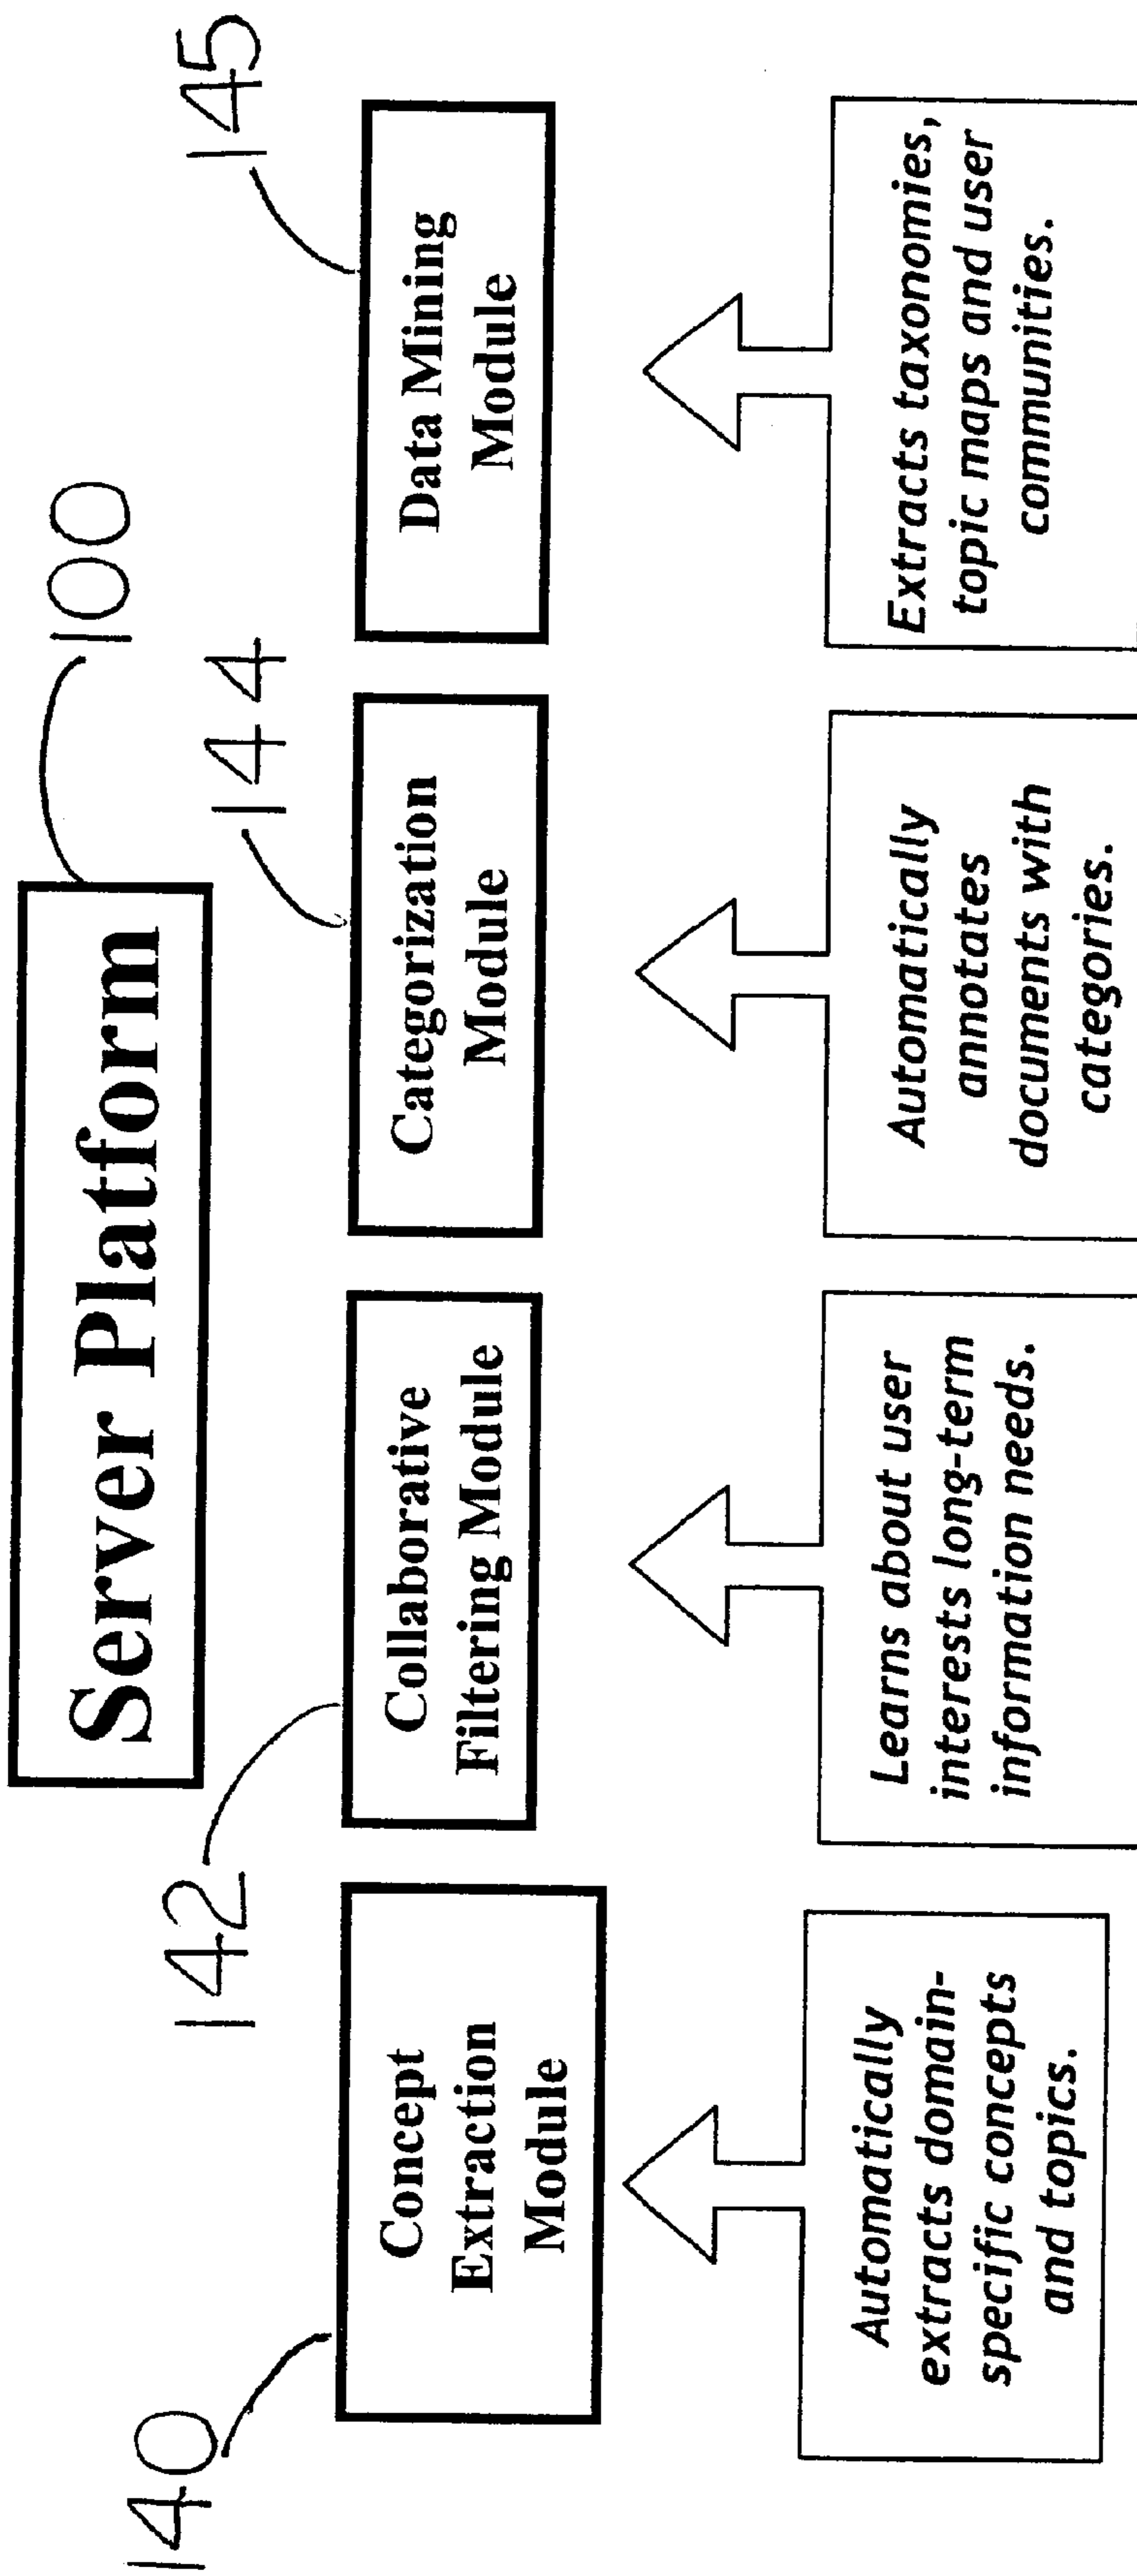 100
Server Platform
140
142
144
145
Concept
Extraction
Module
Collaborative
Filtering Module
Categorization
Module
Data Mining
Module
Automatically
extracts domain-
specific concepts
and topics.
Learns about user
interests long-term
information needs.
Automatically
annotates
documents with
categories.
Extracts taxonomies,
topic maps and user
communities.